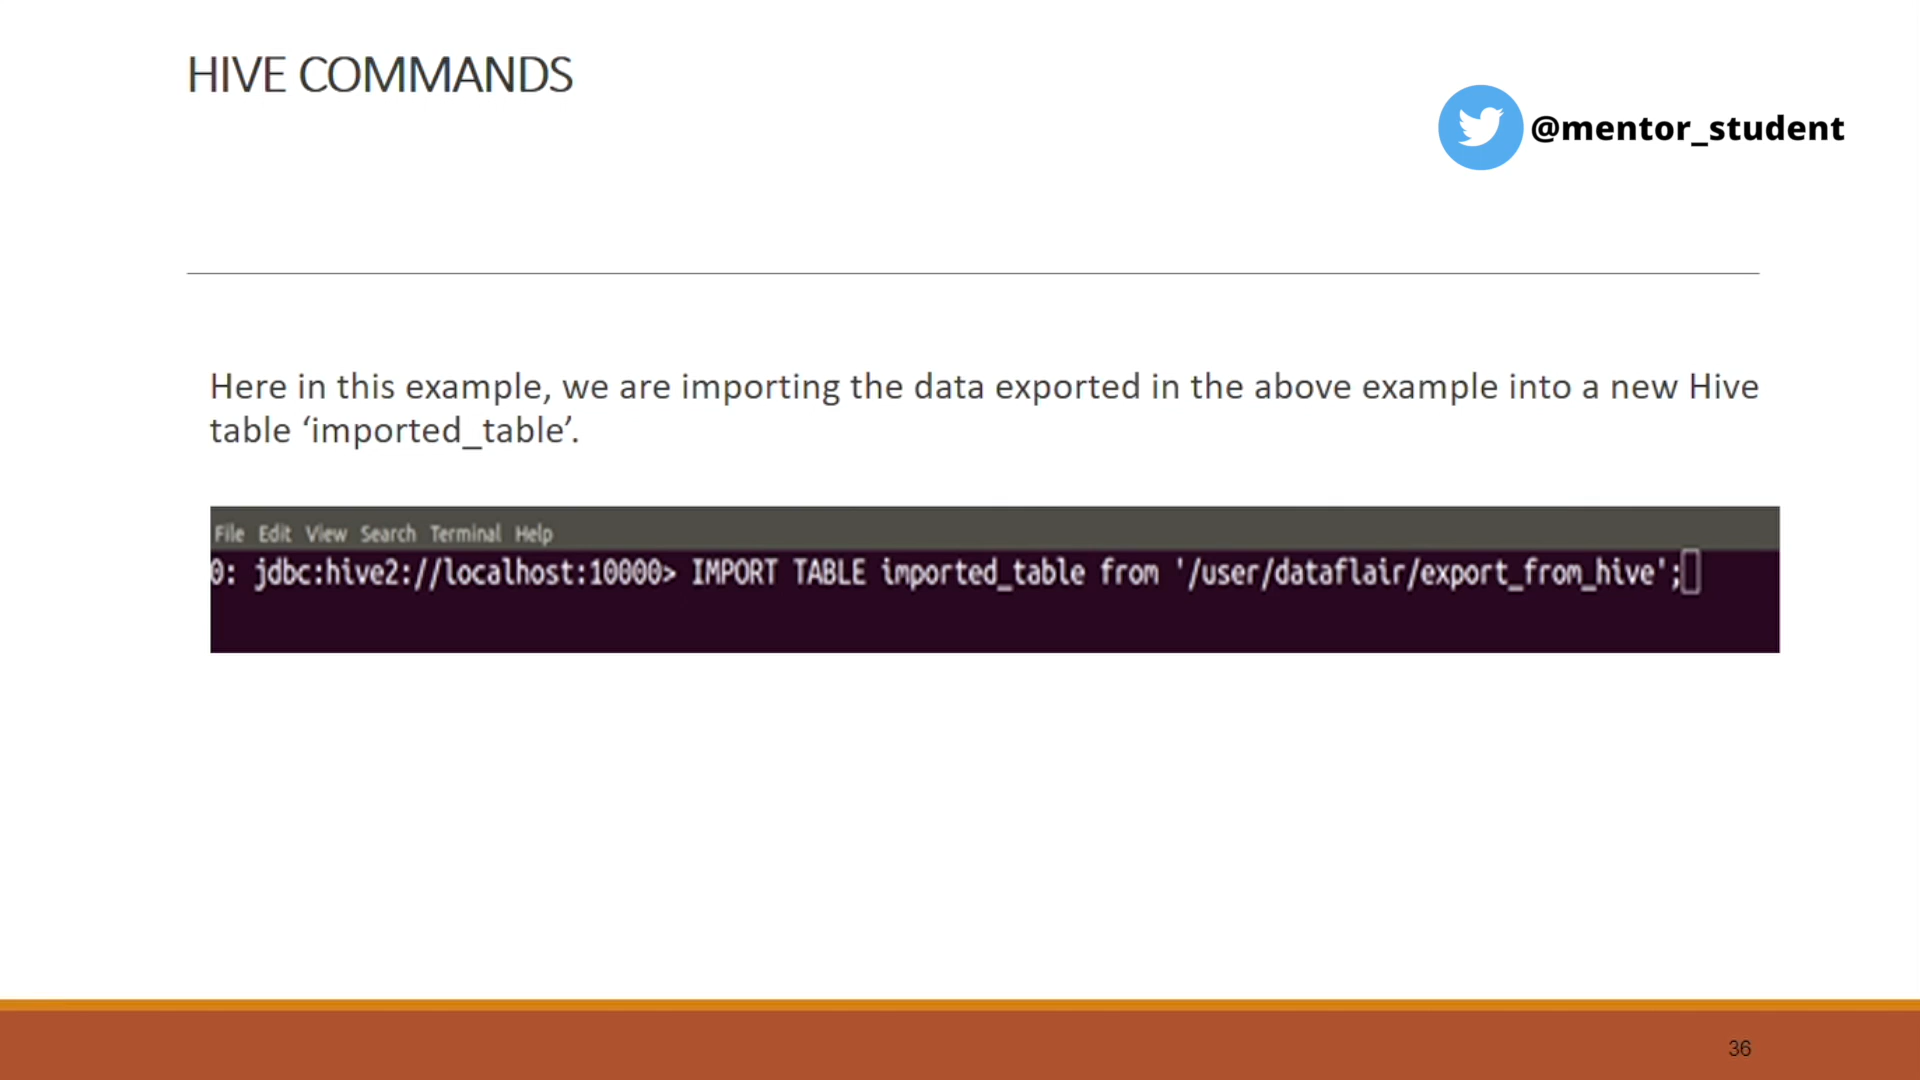 HIVE COMMANDS
@mentor_student
Here in this example, we are importing the data exported in the above example into a new Hive
table ‘imported_table’.
File Edit View Search Terminal Help
0: jdbc:hive2://localhost:10000> IMPORT TABLE imported_table from '/user/dataflair/export_from_hive';
36